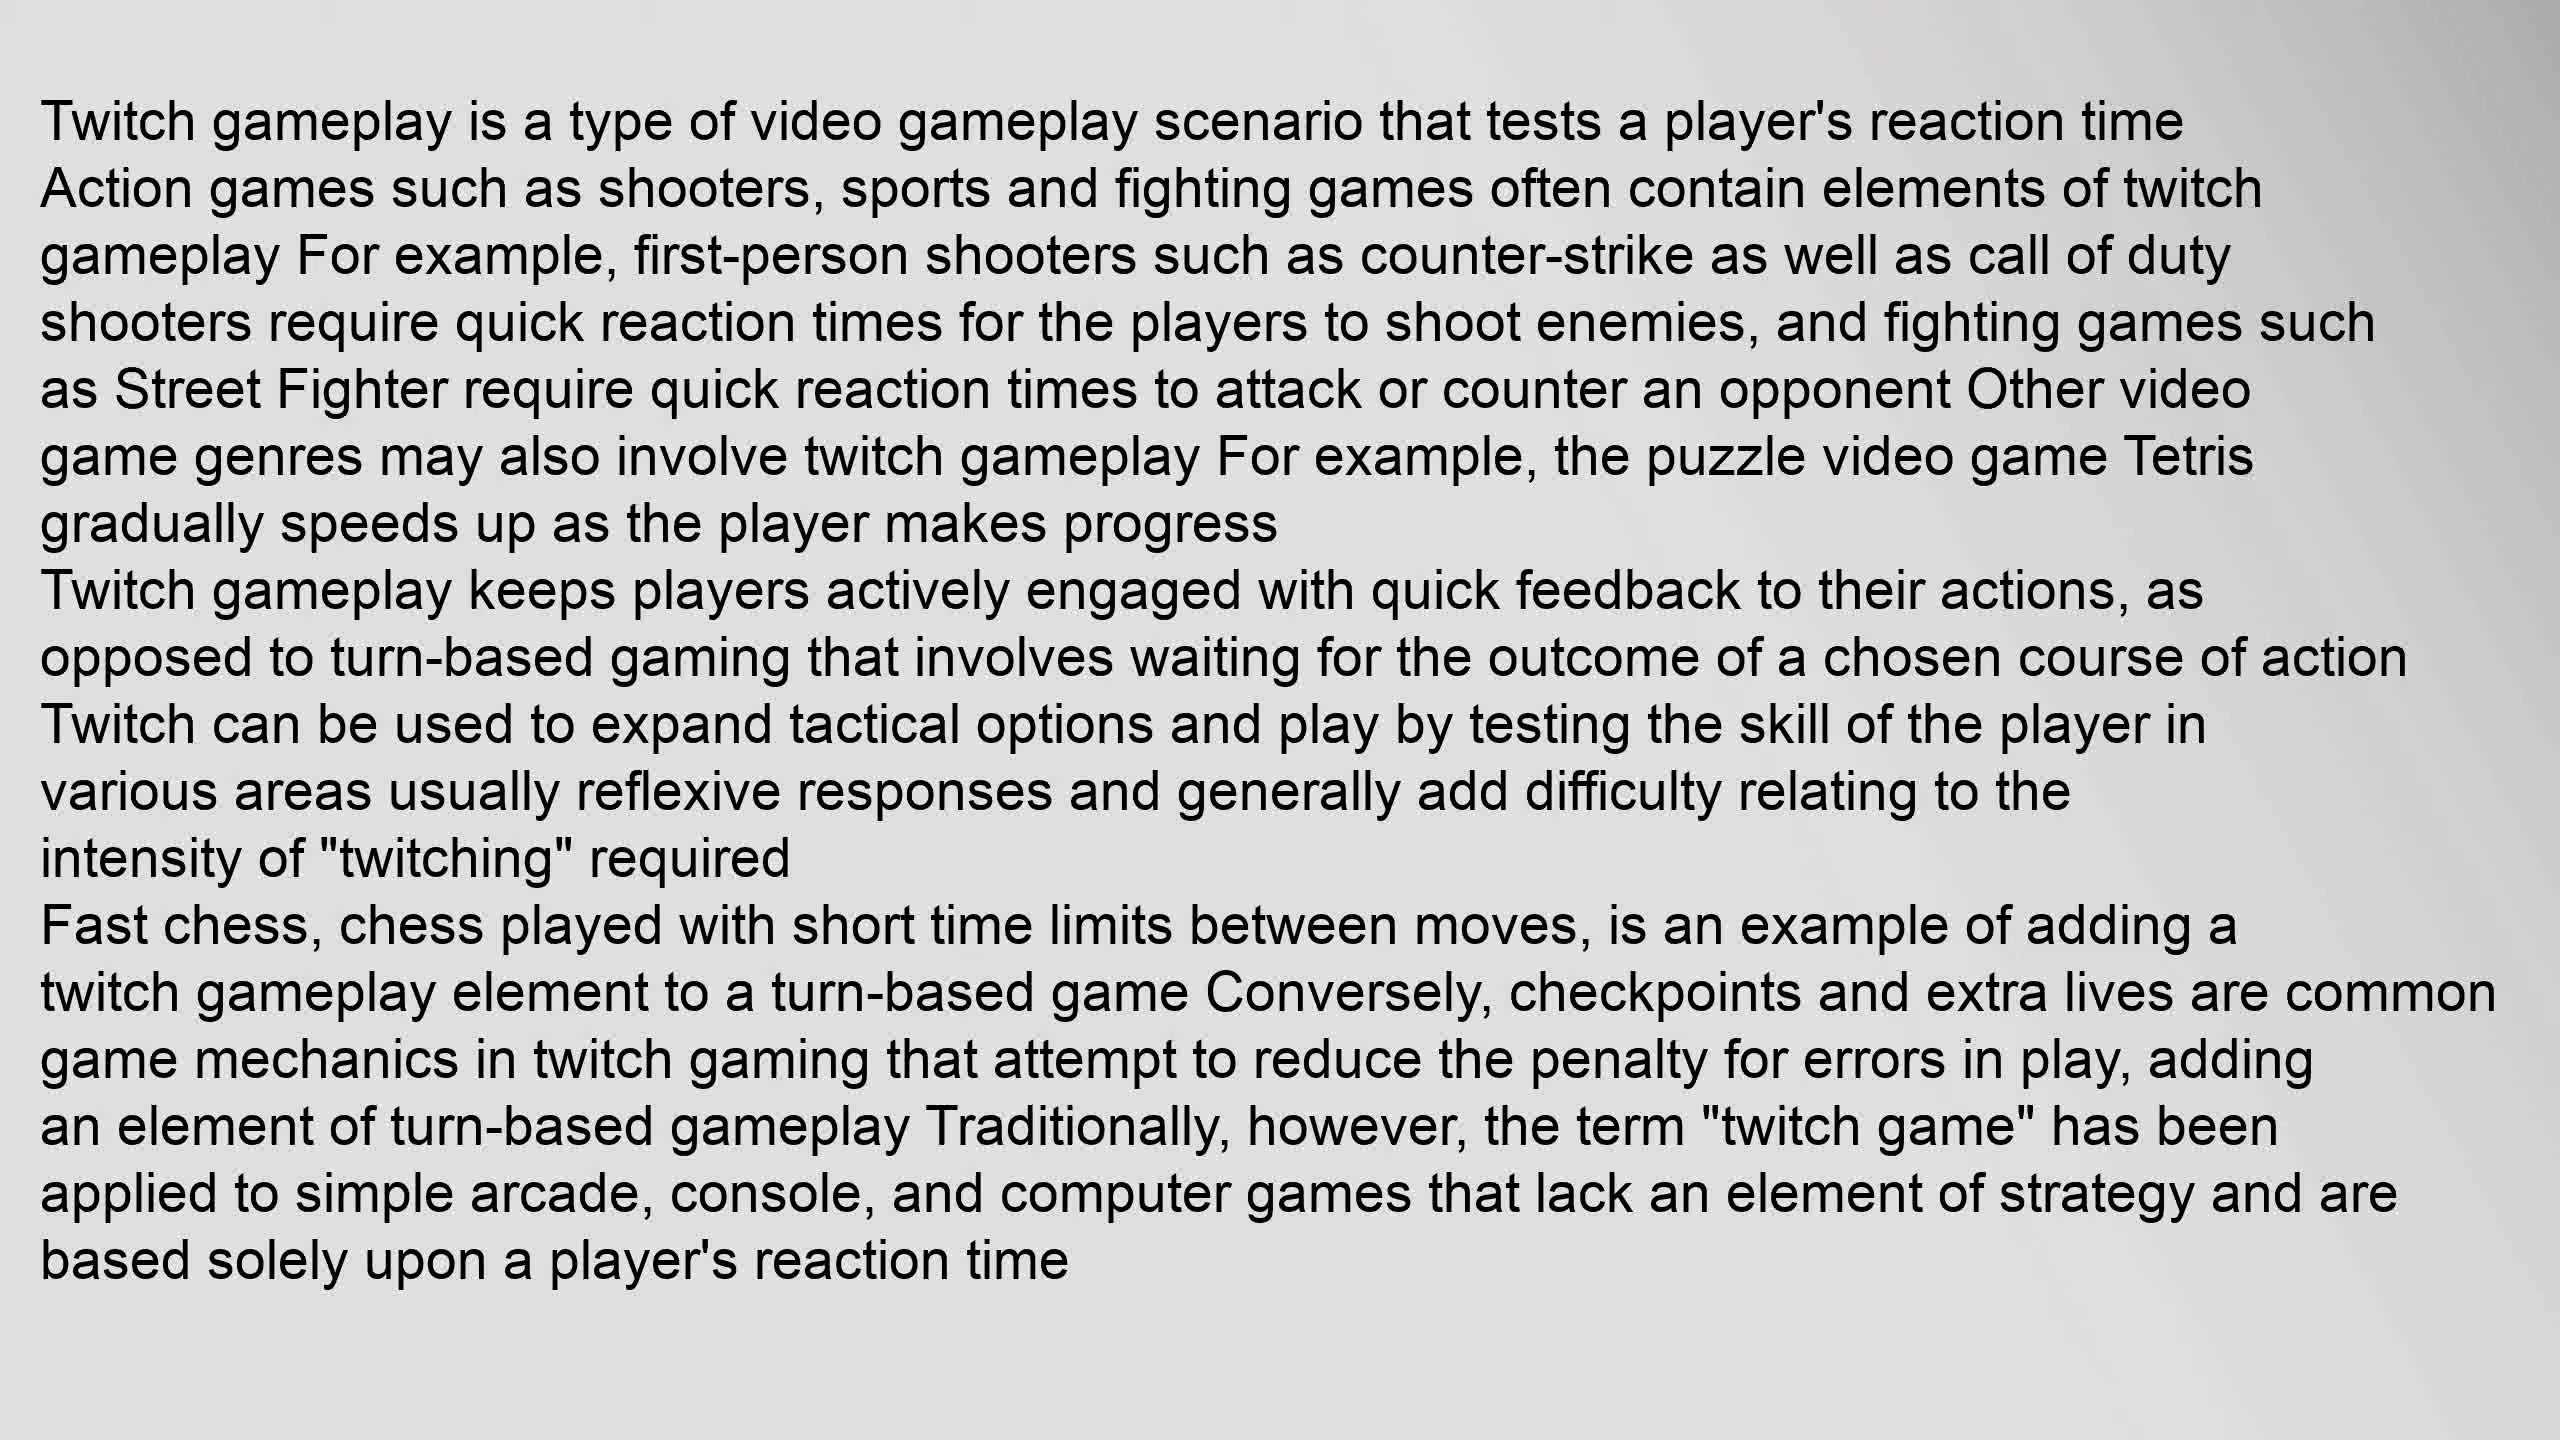 Twitch gameplay is a type of video gameplay scenario that tests a player's reaction time
Action games such as shooters, sports and fighting games often contain elements of twitch
gameplay For example, first-person shooters such as counter-strike as well as call of duty
shooters require quick reaction times for the players to shoot enemies, and fighting games such
as Street Fighter require quick reaction times to attack or counter an opponent Other video
game genres may also involve twitch gameplay For example, the puzzle video game Tetris
gradually speeds up as the player makes progress
Twitch gameplay keeps players actively engaged with quick feedback to their actions, as
opposed to turn-based gaming that involves waiting for the outcome of a chosen course of action
Twitch can be used to expand tactical options and play by testing the skill of the player in
various areas usually reflexive responses and generally add difficulty relating to the
intensity of "twitching" required
Fast chess, chess played with short time limits between moves, is an example of adding a
twitch gameplay element to a turn-based game Conversely, checkpoints and extra lives are common
game mechanics in twitch gaming that attempt to reduce the penalty for errors in play, adding
an element of turn-based gameplay Traditionally, however, the term "twitch game" has been
applied to simple arcade, console, and computer games that lack an element of strategy and are
based solely upon a player's reaction time